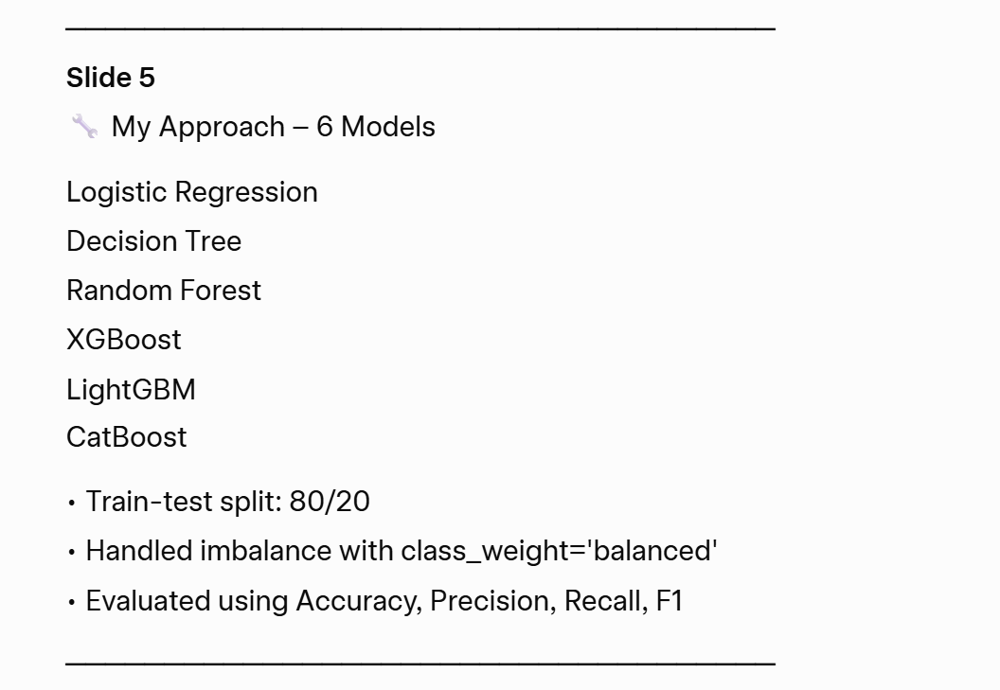 Slide 5
🔧 My Approach – 6 Models
Logistic Regression
Decision Tree
Random Forest
XGBoost
LightGBM
CatBoost
• Train-test split: 80/20
• Handled imbalance with class_weight='balanced'
• Evaluated using Accuracy, Precision, Recall, F1